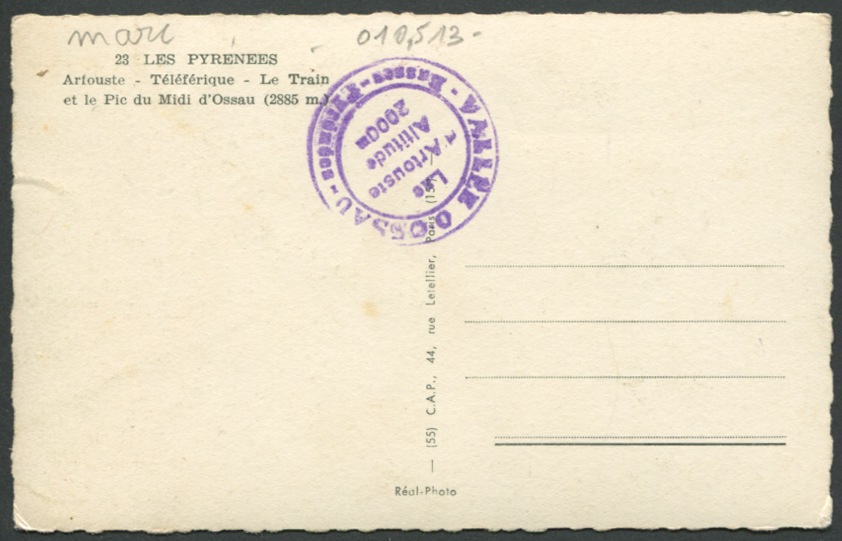 marc
010,513-
23 LES PYRENEES
Artouste - Téléférique - Le Train
et le Pic du Midi d'Ossau (2885 m.)
VALLEE D'OSSAU - Basses-Pyrénées -
Lac
d'Artouste
Altitude
2000m
— (55) C.A.P., 44, rue Letellier, Paris (15e)
Réal-Photo